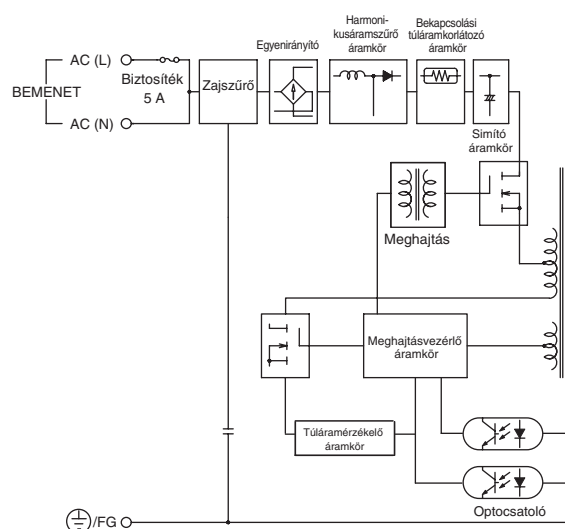 AC (L)
BEMENET
Biztosíték
5 A
AC (N)
Zajszűrő
Egyenirányító
Harmoni-
kusáramszűrő
áramkör
Bekapcsolási
túláramkorlátozó
áramkör
Simító
áramkör
Meghajtás
Meghajtásvezérlő
áramkör
Túláramérzékelő
áramkör
Optocsatoló
/FG